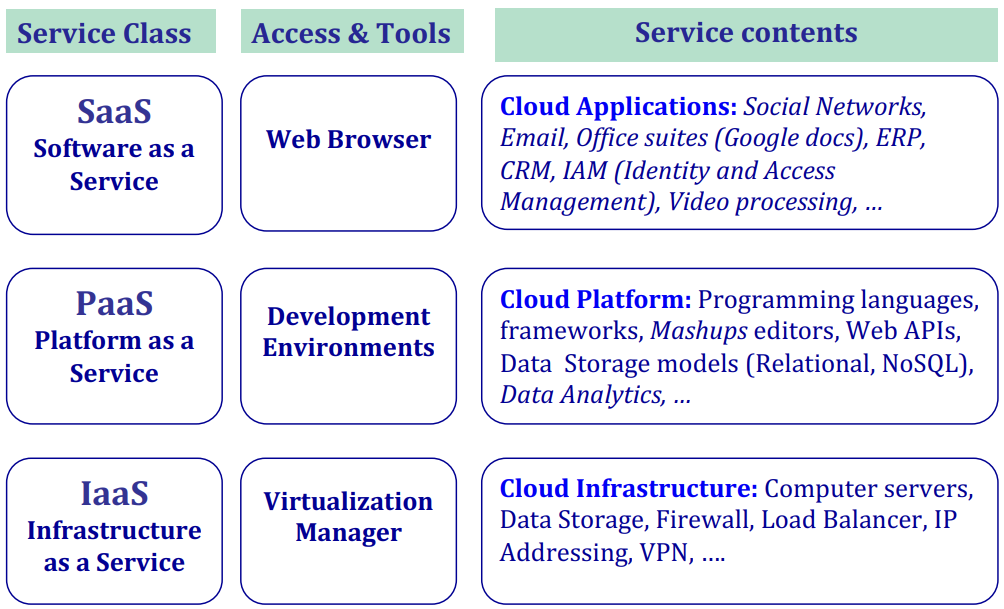 Service Class
Access & Tools
Service contents
SaaS
Software as a
Service
Web Browser
Cloud Applications: Social Networks,
Email, Office suites (Google docs), ERP,
CRM, IAM (Identity and Access
Management), Video processing, ...
PaaS
Platform as a
Service
Development
Environments
Cloud Platform: Programming languages,
frameworks, Mashups editors, Web APIs,
Data  Storage models (Relational, NoSQL),
Data Analytics, ...
IaaS
Infrastructure
as a Service
Virtualization
Manager
Cloud Infrastructure: Computer servers,
Data Storage, Firewall, Load Balancer, IP
Addressing, VPN, ....